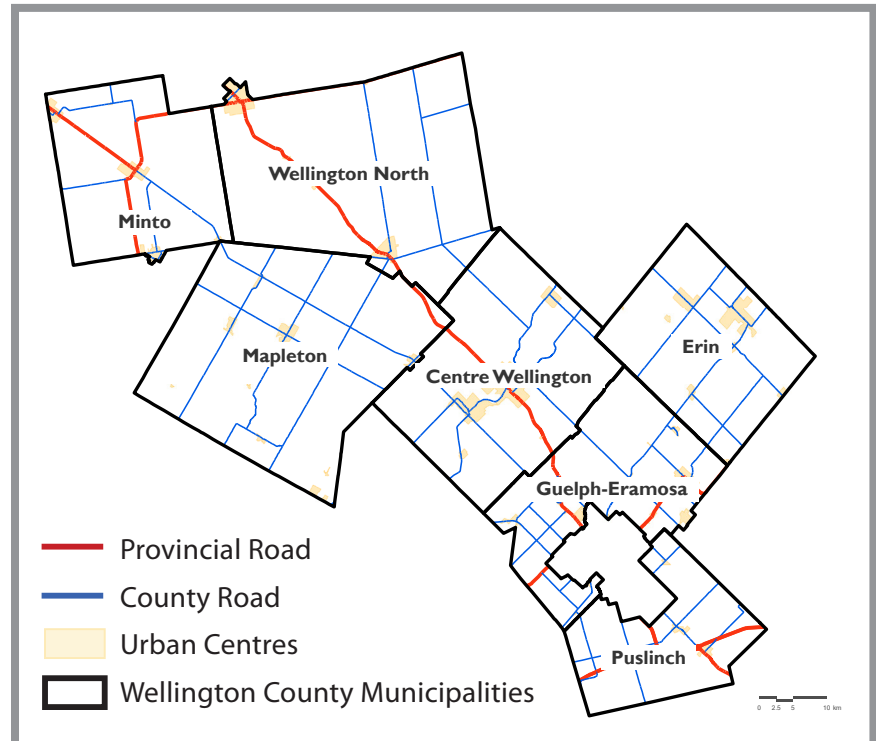 Wellington North
Minto
Mapleton
Erin
Centre Wellington
Guelph-Eramosa
Puslinch
Provincial Road
County Road
Urban Centres
Wellington County Municipalities
0 2.5 5 10 km